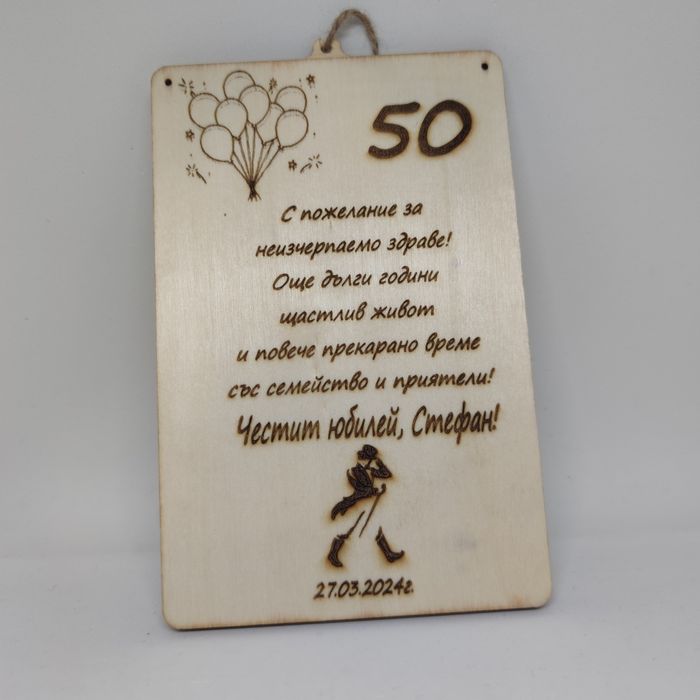 50
С пожелание за
неизчерпаемо здраве!
Още дълги години
щастлив живот
и повече прекарано време
със семейство и приятели!
Честит юбилей, Стефан!
27.03.2024г.